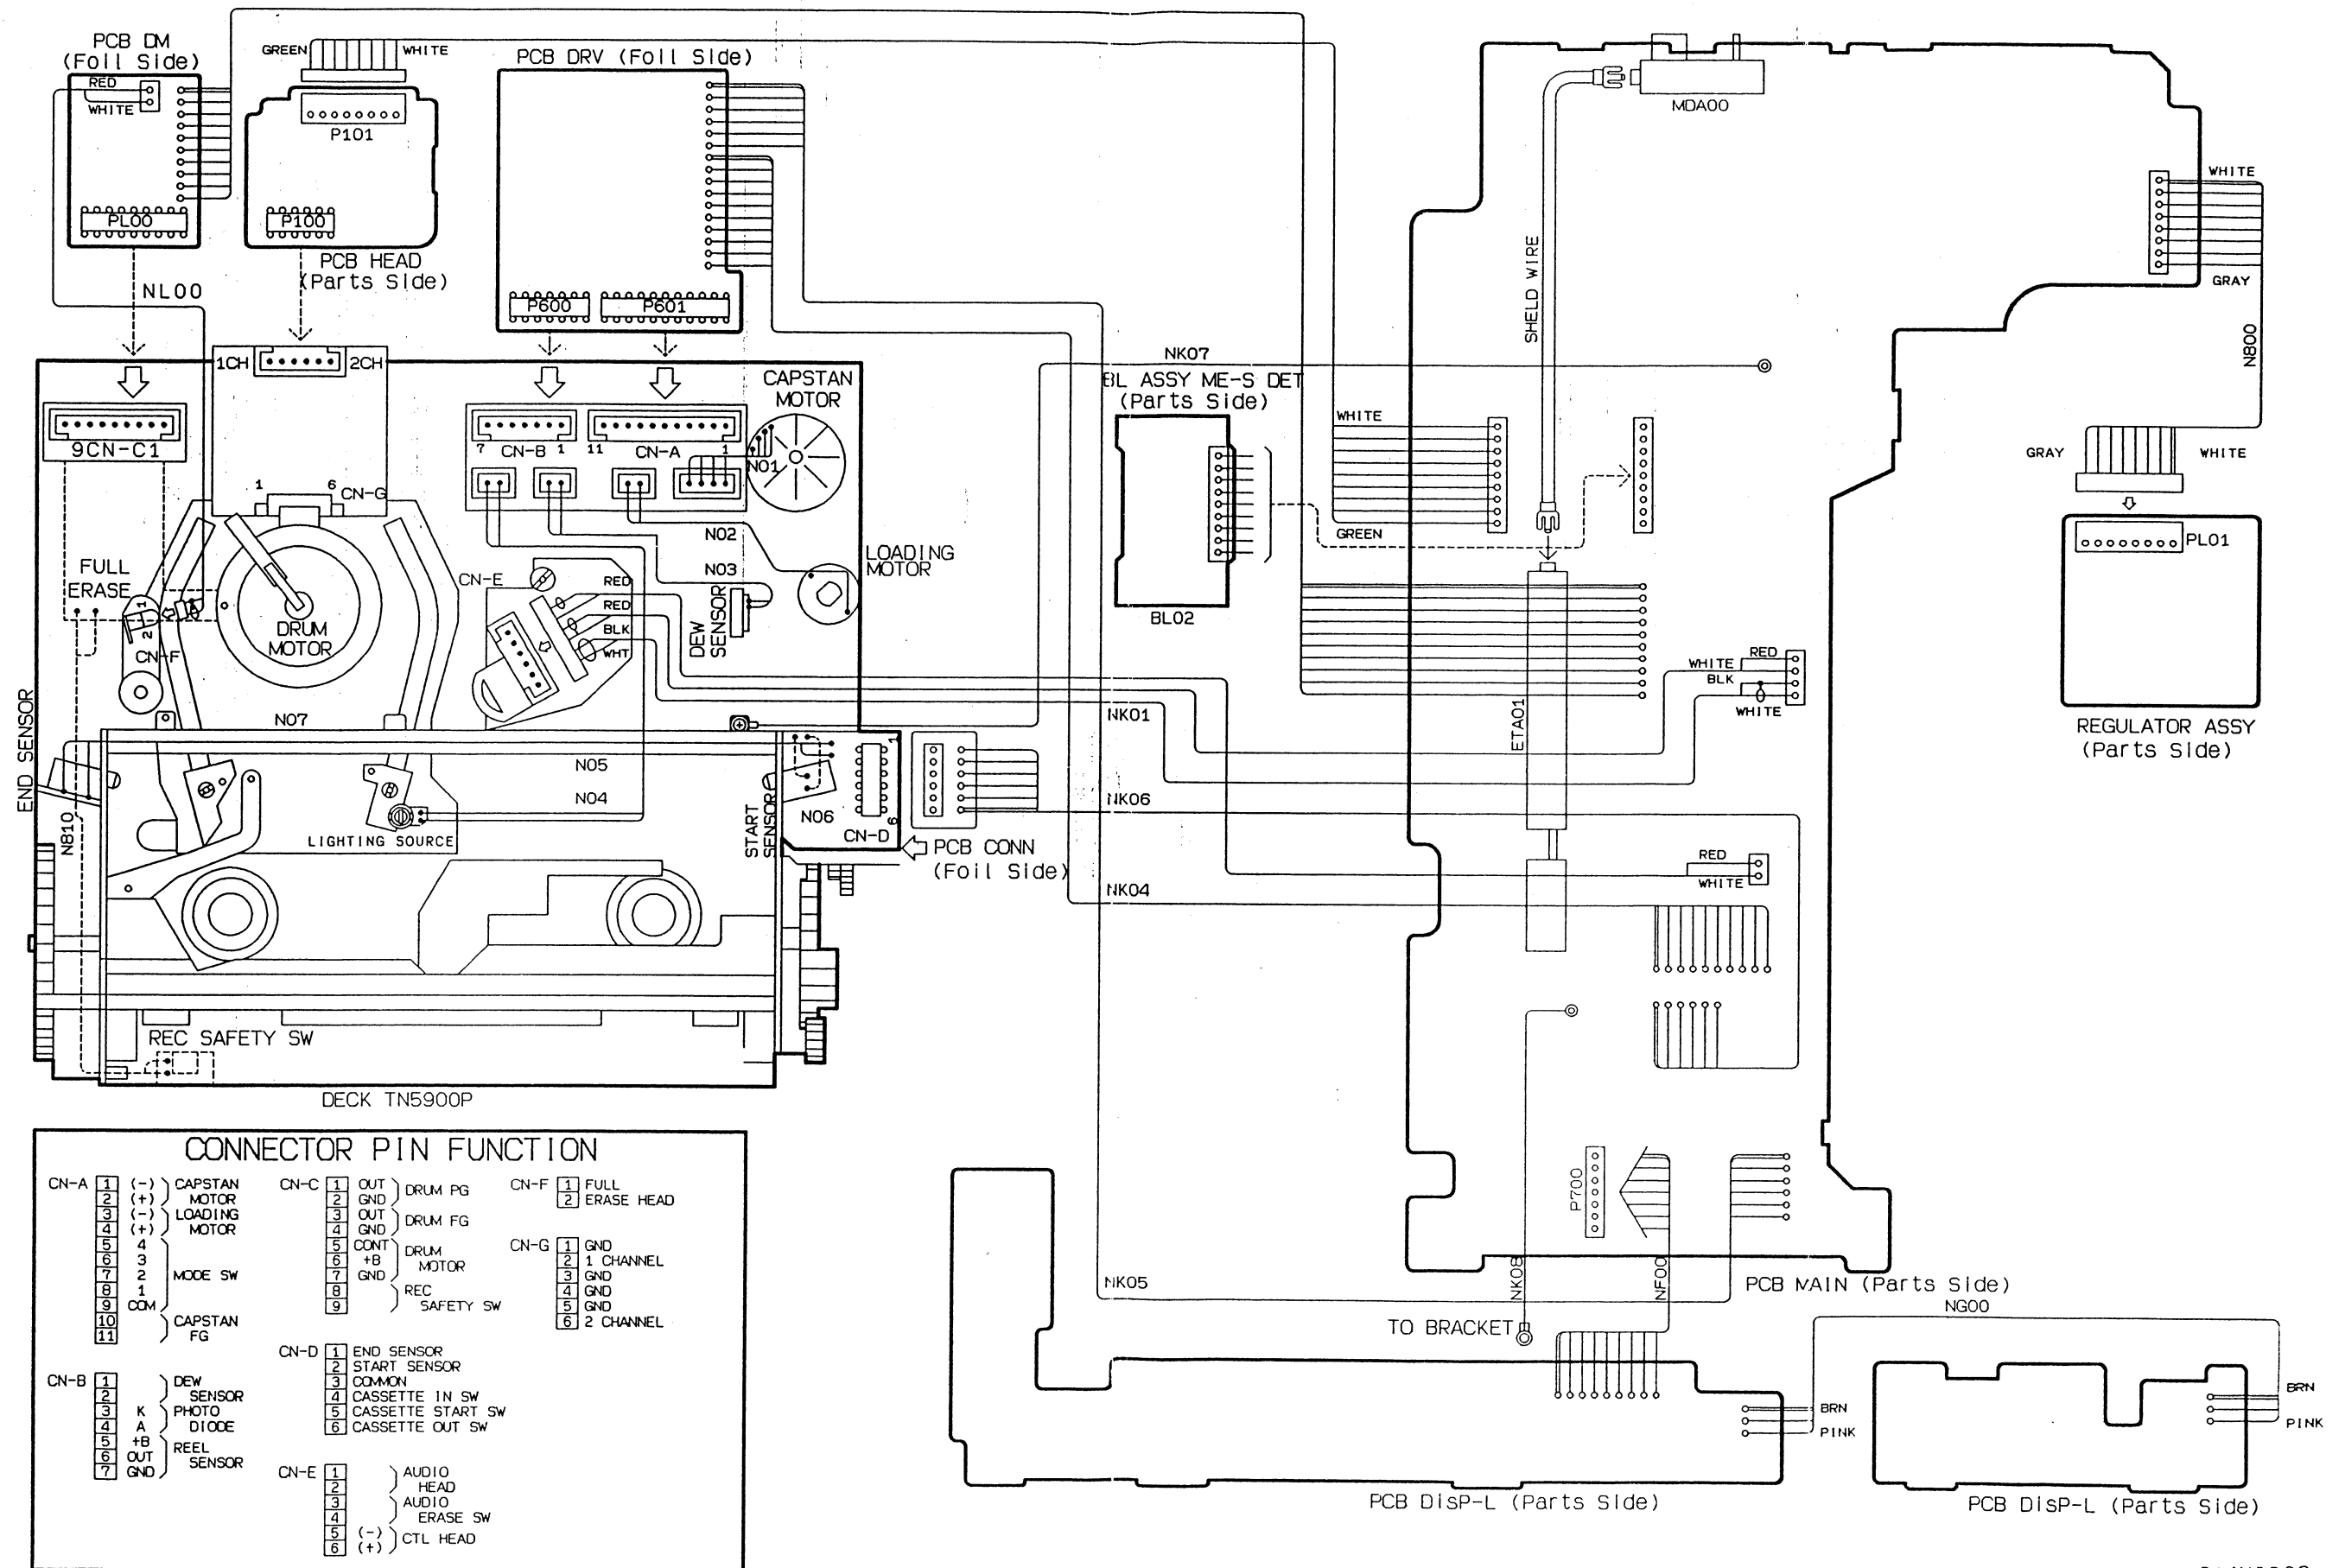 PCB DM
(Foil Side)
RED
WHITE
PL00
NL00
GREEN
WHITE
P101
P100
PCB HEAD
(Parts Side)
PCB DRV (Foil Side)
P600
P601
1CH
2CH
9CN-C1
1
6
CN-G
7
CN-B
1
11
CN-A
1
N01
CAPSTAN
MOTOR
N02
N03
LOADING
MOTOR
DEW
SENSOR
CN-E
RED
RED
BLK
WHT
FULL
ERASE
1
2
CN-F
DRUM
MOTOR
END SENSOR
N07
N05
N04
N810
LIGHTING SOURCE
START
SENSOR
N06
1
6
CN-D
PCB CONN
(Foil Side)
REC SAFETY SW
DECK TN5900P
NK07
BL ASSY ME-S DET
(Parts Side)
BL02
WHITE
GREEN
SHELD WIRE
MDA00
ETA01
NK01
NK06
NK04
NK05
RED
WHITE
BLK
WHITE
RED
WHITE
WHITE
GRAY
N800
GRAY
WHITE
PL01
REGULATOR ASSY
(Parts Side)
P700
NK08
NF00
PCB MAIN (Parts Side)
NG00
TO BRACKET
BRN
PINK
BRN
PINK
PCB DisP-L (Parts Side)
PCB DisP-L (Parts Side)
CONNECTOR PIN FUNCTION
CN-A
1 (-) CAPSTAN
2 (+) MOTOR
3 (-) LOADING
4 (+) MOTOR
5 4
6 3
7 2 MODE SW
8 1
9 COM
10 CAPSTAN
11 FG
CN-B
1 DEW
2 SENSOR
3 K PHOTO
4 A DIODE
5 +B REEL
6 OUT SENSOR
7 GND
CN-C
1 OUT DRUM PG
2 GND
3 OUT DRUM FG
4 GND
5 CONT DRUM
6 +B MOTOR
7 GND
8 REC
9 SAFETY SW
CN-D
1 END SENSOR
2 START SENSOR
3 COMMON
4 CASSETTE IN SW
5 CASSETTE START SW
6 CASSETTE OUT SW
CN-E
1 AUDIO
2 HEAD
3 AUDIO
4 ERASE SW
5 (-) CTL HEAD
6 (+)
CN-F
1 FULL
2 ERASE HEAD
CN-G
1 GND
2 1 CHANNEL
3 GND
4 GND
5 GND
6 2 CHANNEL